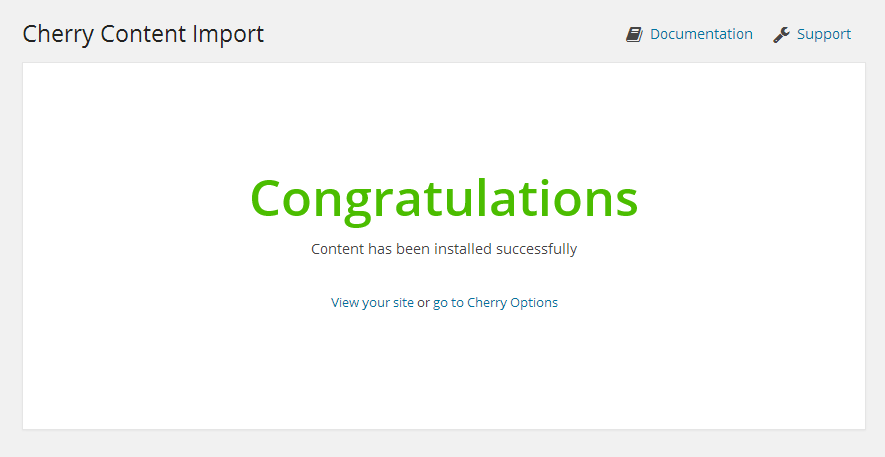 Cherry Content Import
Documentation
Support
Congratulations
Content has been installed successfully
View your site or go to Cherry Options